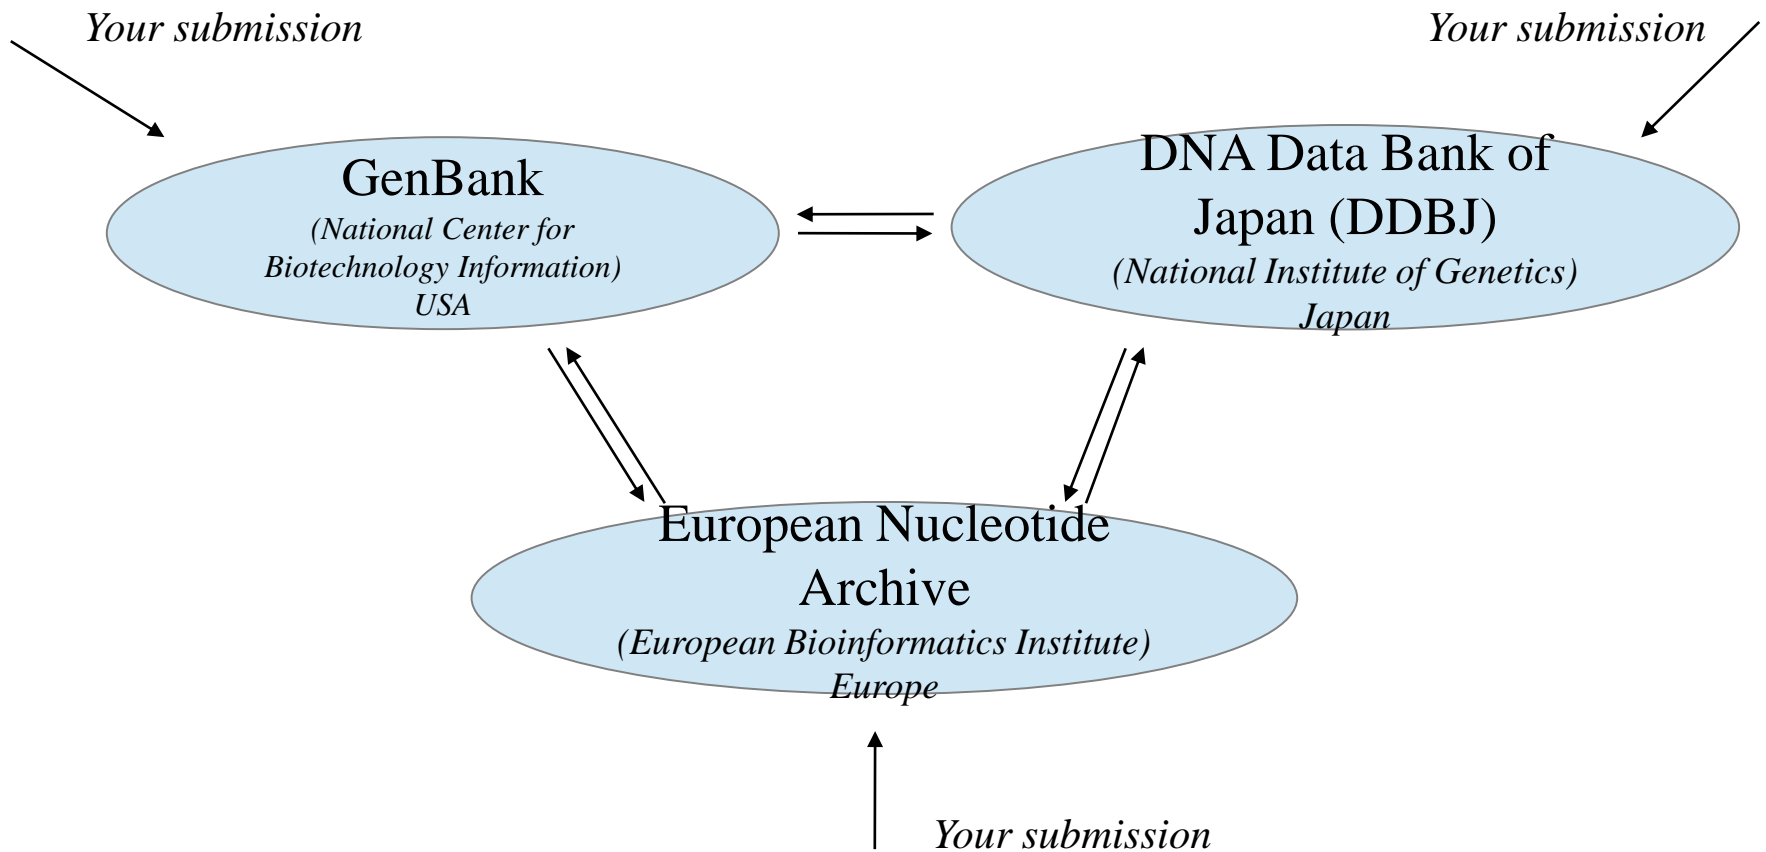 Your submission
Your submission
GenBank
(National Center for
Biotechnology Information)
USA
DNA Data Bank of
Japan (DDBJ)
(National Institute of Genetics)
Japan
European Nucleotide
Archive
(European Bioinformatics Institute)
Europe
Your submission